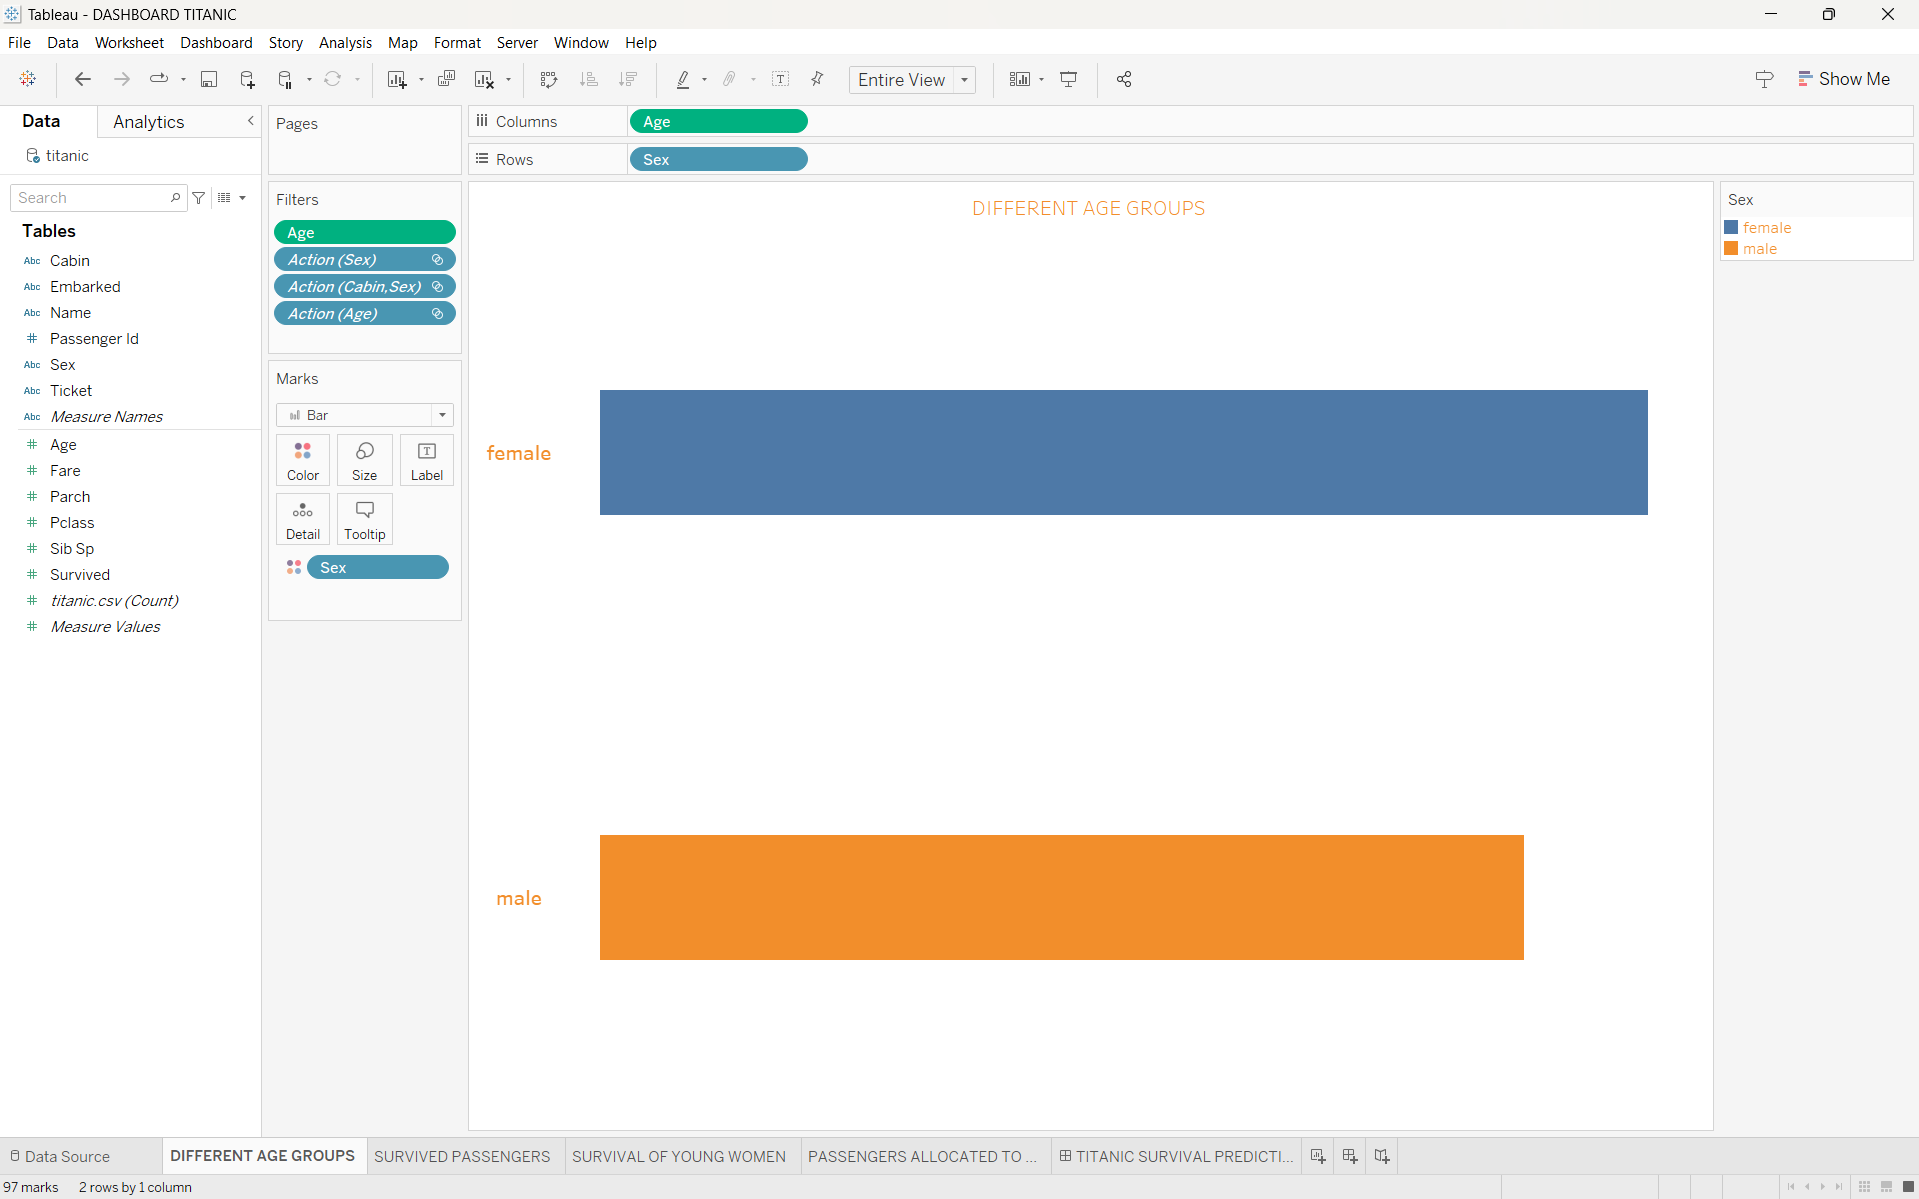 Tableau - DASHBOARD TITANIC
File Data Worksheet Dashboard Story Analysis Map Format Server Window Help
Entire View
Show Me
Data
Analytics
titanic
Search
Tables
Abc Cabin
Abc Embarked
Abc Name
# Passenger Id
Abc Sex
Abc Ticket
Abc Measure Names
# Age
# Fare
# Parch
# Pclass
# Sib Sp
# Survived
# titanic.csv (Count)
# Measure Values
Pages
Filters
Age
Action (Sex)
Action (Cabin,Sex)
Action (Age)
Marks
Bar
Color Size Label
Detail Tooltip
Sex
Columns Age
Rows Sex
DIFFERENT AGE GROUPS
female
male
Sex
female
male
Data Source DIFFERENT AGE GROUPS SURVIVED PASSENGERS SURVIVAL OF YOUNG WOMEN PASSENGERS ALLOCATED TO ... TITANIC SURVIVAL PREDICTI...
97 marks 2 rows by 1 column